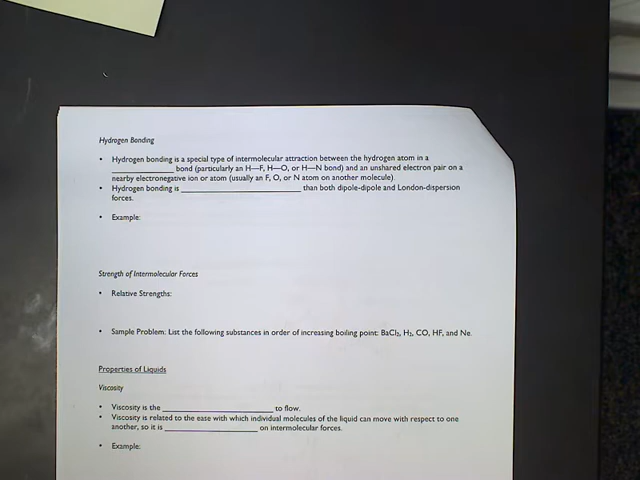 Hydrogen Bonding
• Hydrogen bonding is a special type of intermolecular attraction between the hydrogen atom in a
____________ bond (particularly an H—F, H—O, or H—N bond) and an unshared electron pair on a
nearby electronegative ion or atom (usually an F, O, or N atom on another molecule).
• Hydrogen bonding is ______________________ than both dipole-dipole and London-dispersion
forces.
• Example:
Strength of Intermolecular Forces
• Relative Strengths:
• Sample Problem: List the following substances in order of increasing boiling point: BaCl₂, H₂, CO, HF, and Ne.
Properties of Liquids
Viscosity
• Viscosity is the ____________________ to flow.
• Viscosity is related to the ease with which individual molecules of the liquid can move with respect to one
another, so it is _________________ on intermolecular forces.
• Example: